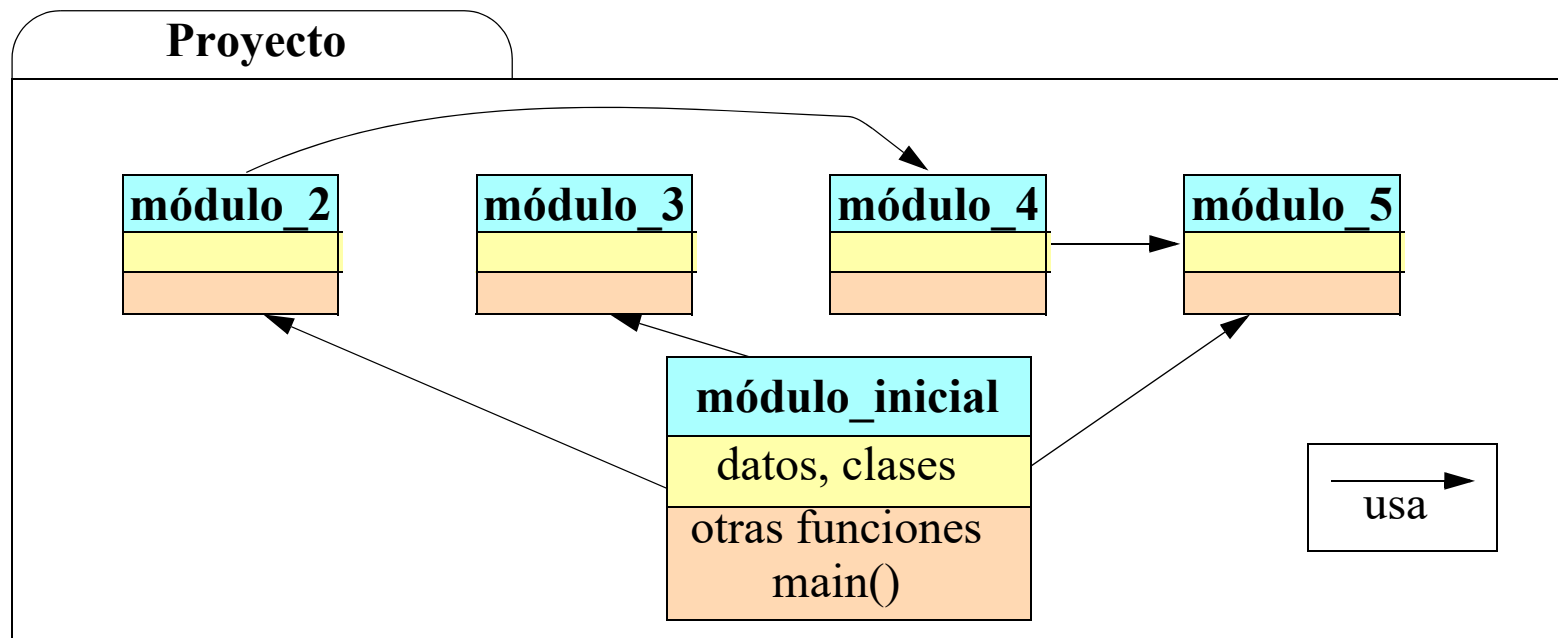 Proyecto
módulo_2
módulo_3
módulo_4
módulo_5
módulo_inicial
datos, clases
otras funciones
main()
usa